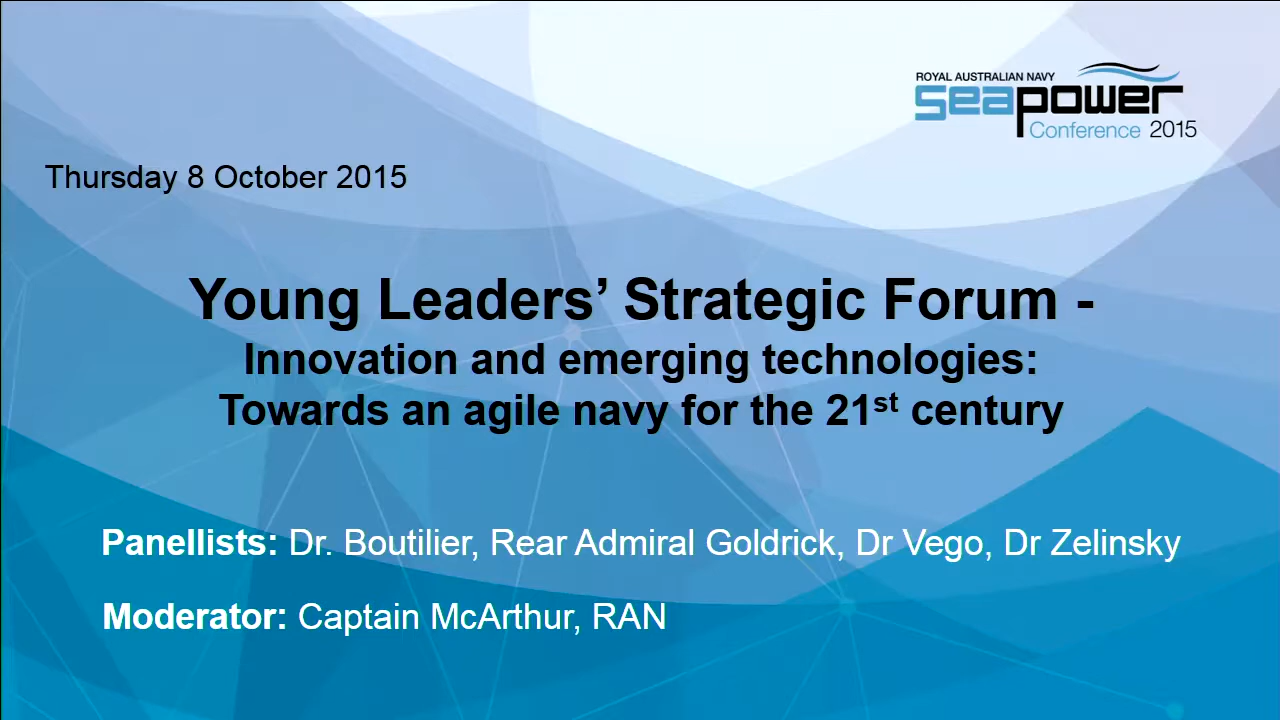 ROYAL AUSTRALIAN NAVY
seapower
Conference 2015
Thursday 8 October 2015
Young Leaders’ Strategic Forum -
Innovation and emerging technologies:
Towards an agile navy for the 21st century
Panellists: Dr. Boutilier, Rear Admiral Goldrick, Dr Vego, Dr Zelinsky
Moderator: Captain McArthur, RAN